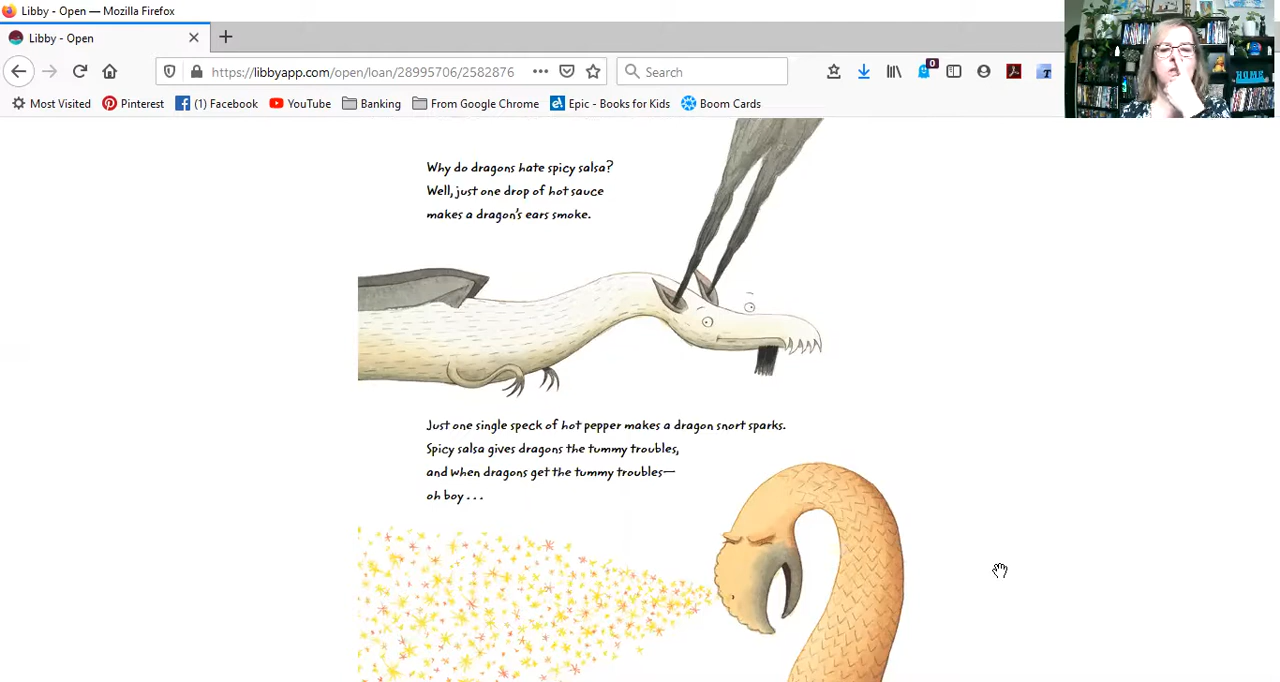 Libby - Open — Mozilla Firefox
Libby - Open
https://libbyapp.com/open/loan/28995706/2582876
Search
0
Most Visited
Pinterest
(1) Facebook
YouTube
Banking
From Google Chrome
Epic - Books for Kids
Boom Cards
HOME
Why do dragons hate spicy salsa?
Well, just one drop of hot sauce
makes a dragon's ears smoke.
Just one single speck of hot pepper makes a dragon snort sparks.
Spicy salsa gives dragons the tummy troubles,
and when dragons get the tummy troubles—
oh boy . . .